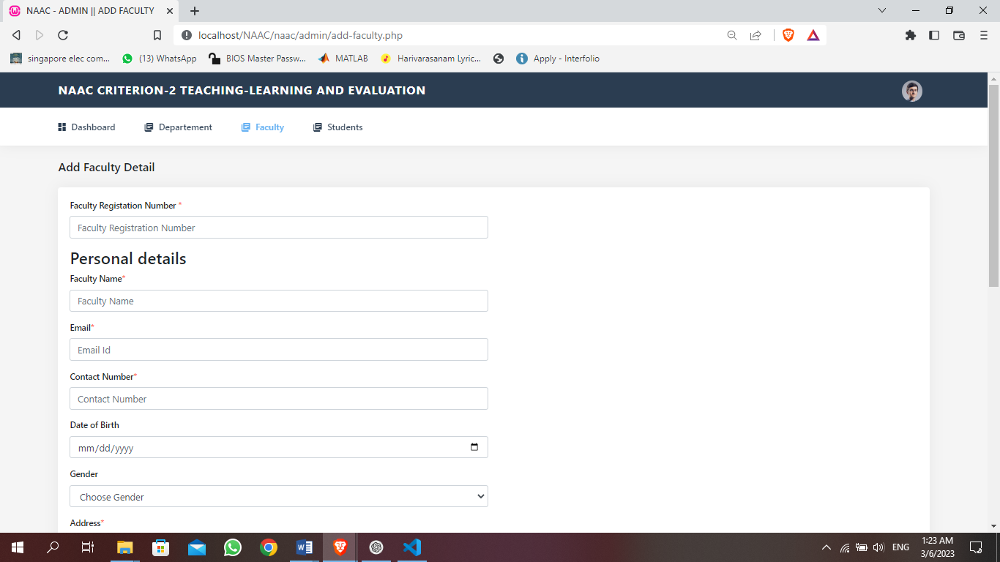 NAAC - ADMIN || ADD FACULTY
localhost/NAAC/naac/admin/add-faculty.php
singapore elec com... (13) WhatsApp BIOS Master Passw... MATLAB Harivarasanam Lyric... Apply - Interfolio
NAAC CRITERION-2 TEACHING-LEARNING AND EVALUATION
Dashboard Departement Faculty Students
Add Faculty Detail
Faculty Registation Number *
Faculty Registration Number
Personal details
Faculty Name*
Faculty Name
Email*
Email Id
Contact Number*
Contact Number
Date of Birth
mm/dd/yyyy
Gender
Choose Gender
Address*
ENG 1:23 AM
3/6/2023